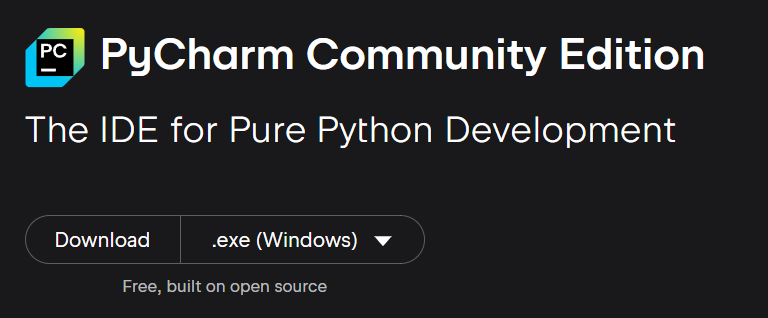 PC
PyCharm Community Edition
The IDE for Pure Python Development
Download
.exe (Windows)
Free, built on open source